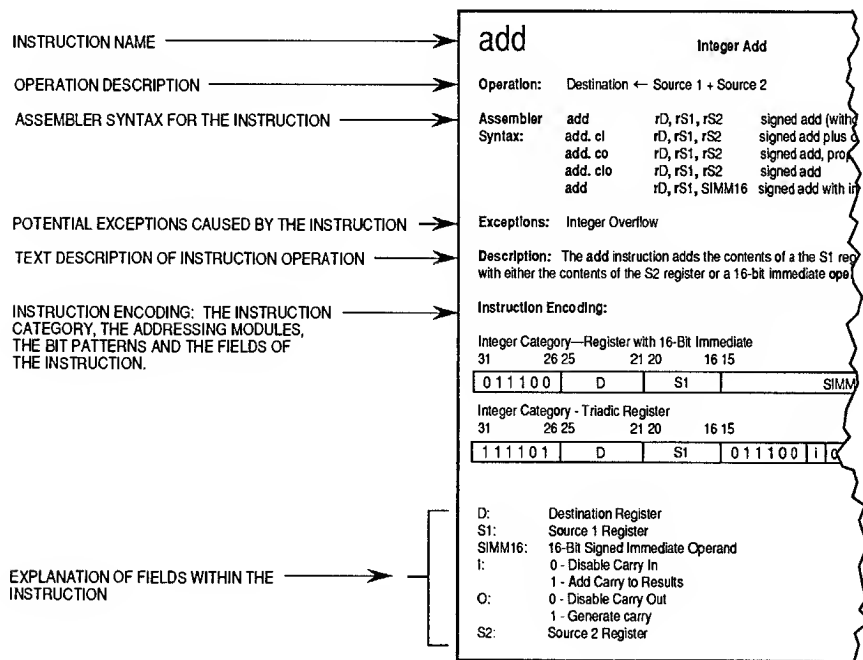 INSTRUCTION NAME
OPERATION DESCRIPTION
ASSEMBLER SYNTAX FOR THE INSTRUCTION
POTENTIAL EXCEPTIONS CAUSED BY THE INSTRUCTION
TEXT DESCRIPTION OF INSTRUCTION OPERATION
INSTRUCTION ENCODING: THE INSTRUCTION
CATEGORY, THE ADDRESSING MODULES,
THE BIT PATTERNS AND THE FIELDS OF
THE INSTRUCTION.
EXPLANATION OF FIELDS WITHIN THE
INSTRUCTION
add Integer Add
Operation: Destination ← Source 1 + Source 2
Assembler add rD, rS1, rS2 signed add
Syntax: add. ci rD, rS1, rS2 signed add plus
add. co rD, rS1, rS2 signed add,
add. cio rD, rS1, rS2 signed add
add rD, rS1, SIMM16 signed add with
Exceptions: Integer Overflow
Description: The add instruction adds the contents of a the S1
with either the contents of the S2 register or a 16-bit immediate
Instruction Encoding:
Integer Category—Register with 16-Bit Immediate
31 26 25 21 20 16 15
011100 D S1 SIMM
Integer Category - Triadic Register
31 26 25 21 20 16 15
111101 D S1 011100 I
D: Destination Register
S1: Source 1 Register
SIMM16: 16-Bit Signed Immediate Operand
I: 0 - Disable Carry In
1 - Add Carry to Results
O: 0 - Disable Carry Out
1 - Generate carry
S2: Source 2 Register